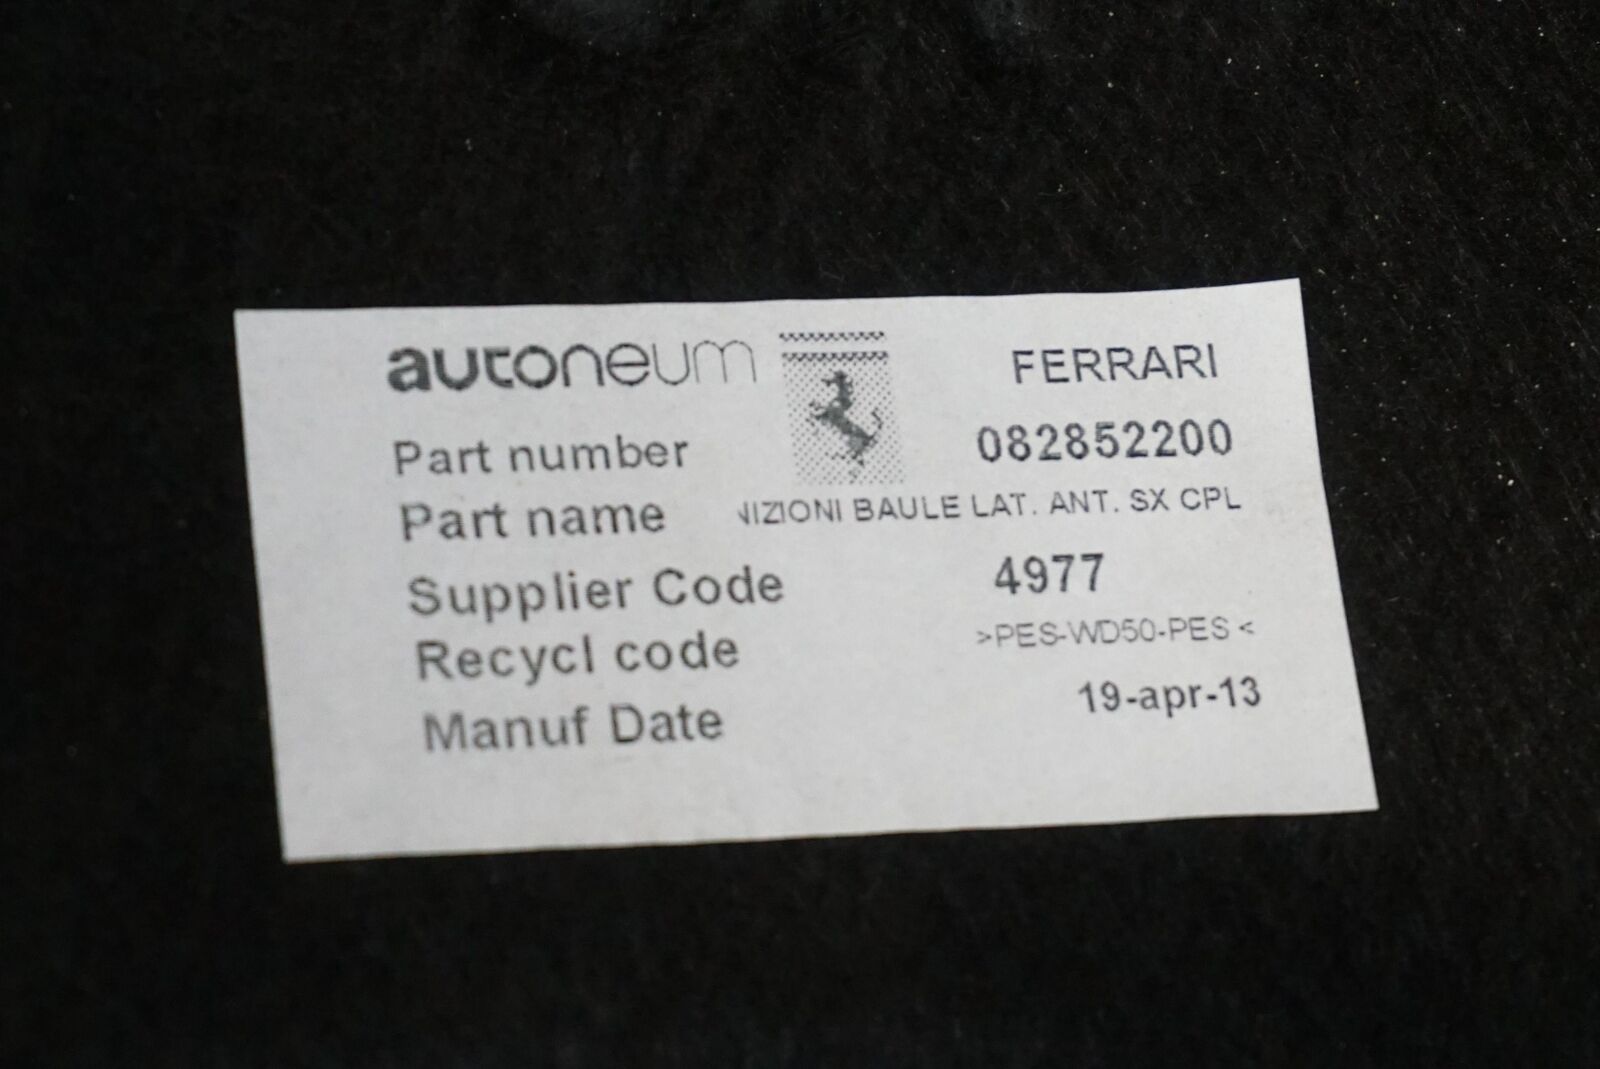 autoneum FERRARI
Part number 082852200
Part name NIZIONI BAULE LAT. ANT. SX CPL
Supplier Code 4977
Recycl code >PES-WD50-PES<
Manuf Date 19-apr-13